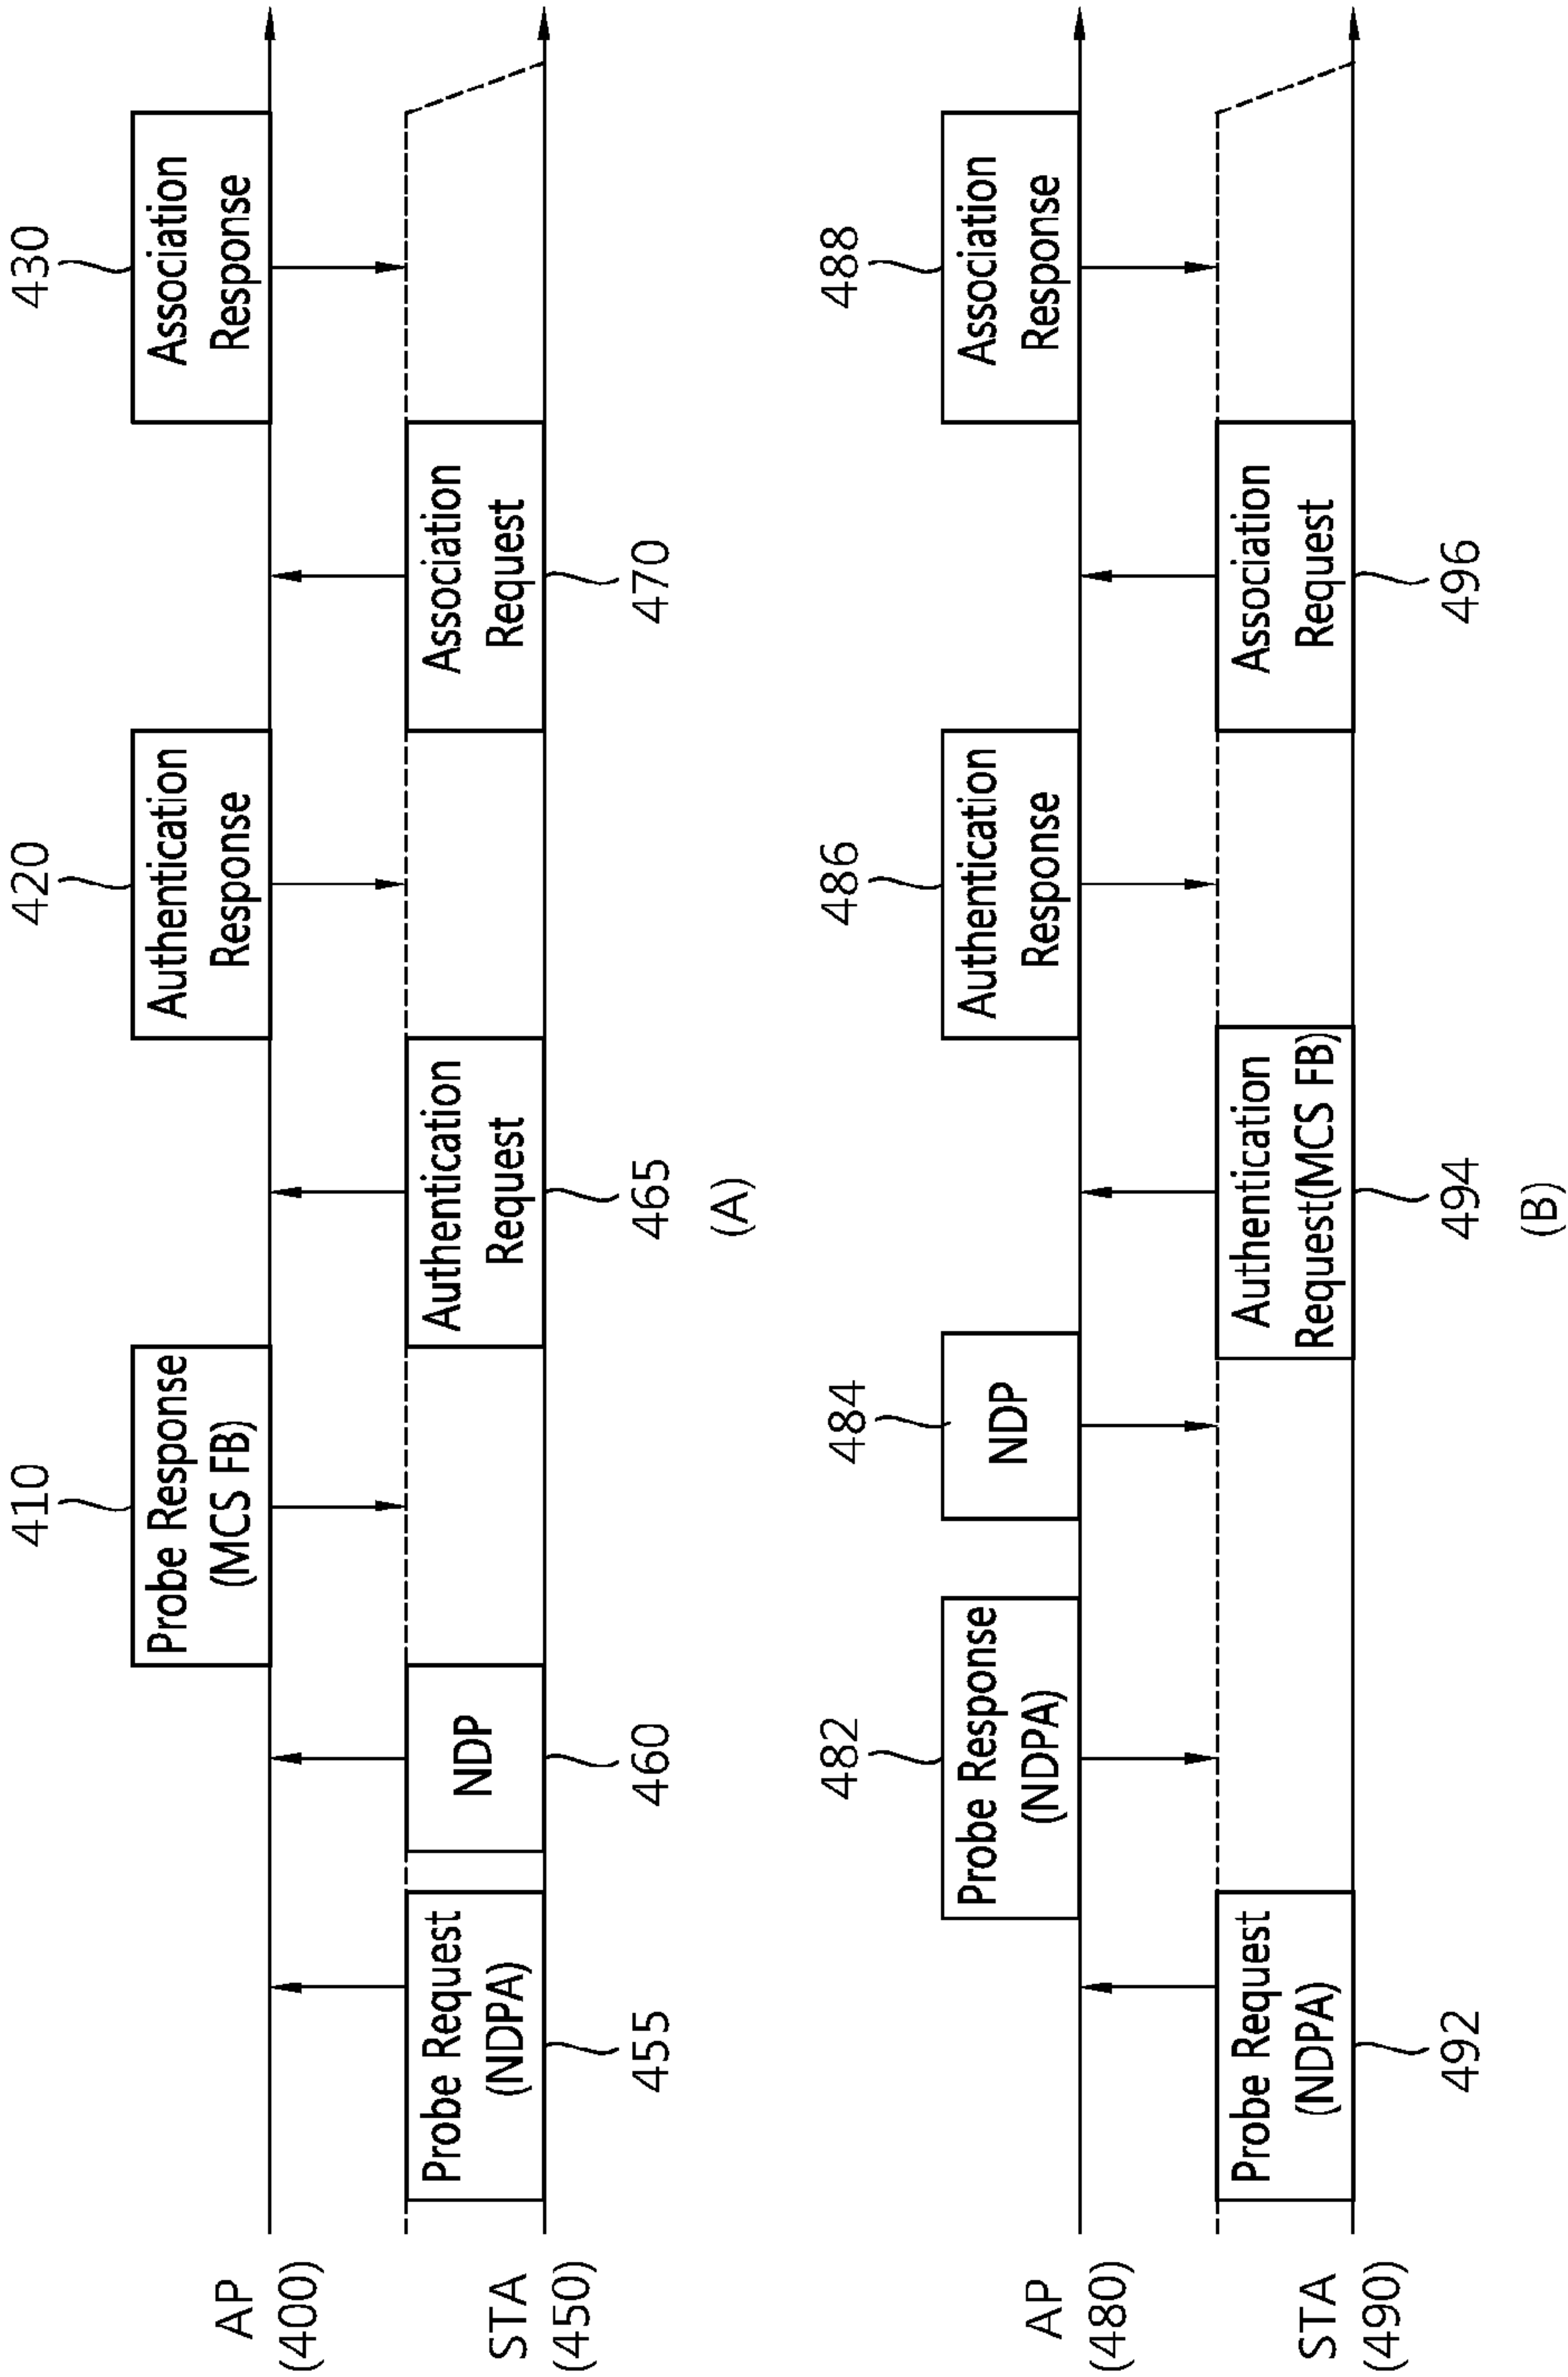 410
420
430
Probe Response
(MCS FB)
Authentication
Response
Association
Response
AP
(400)
Probe Request
(NDPA)
NDP
Authentication
Request
Association
Request
STA
(450)
455
460
465
470
(A)
482
484
486
488
Probe Response
(NDPA)
NDP
Authentication
Response
Association
Response
AP
(480)
Probe Request
(NDPA)
Authentication
Request(MCS FB)
Association
Request
STA
(490)
492
494
496
(B)